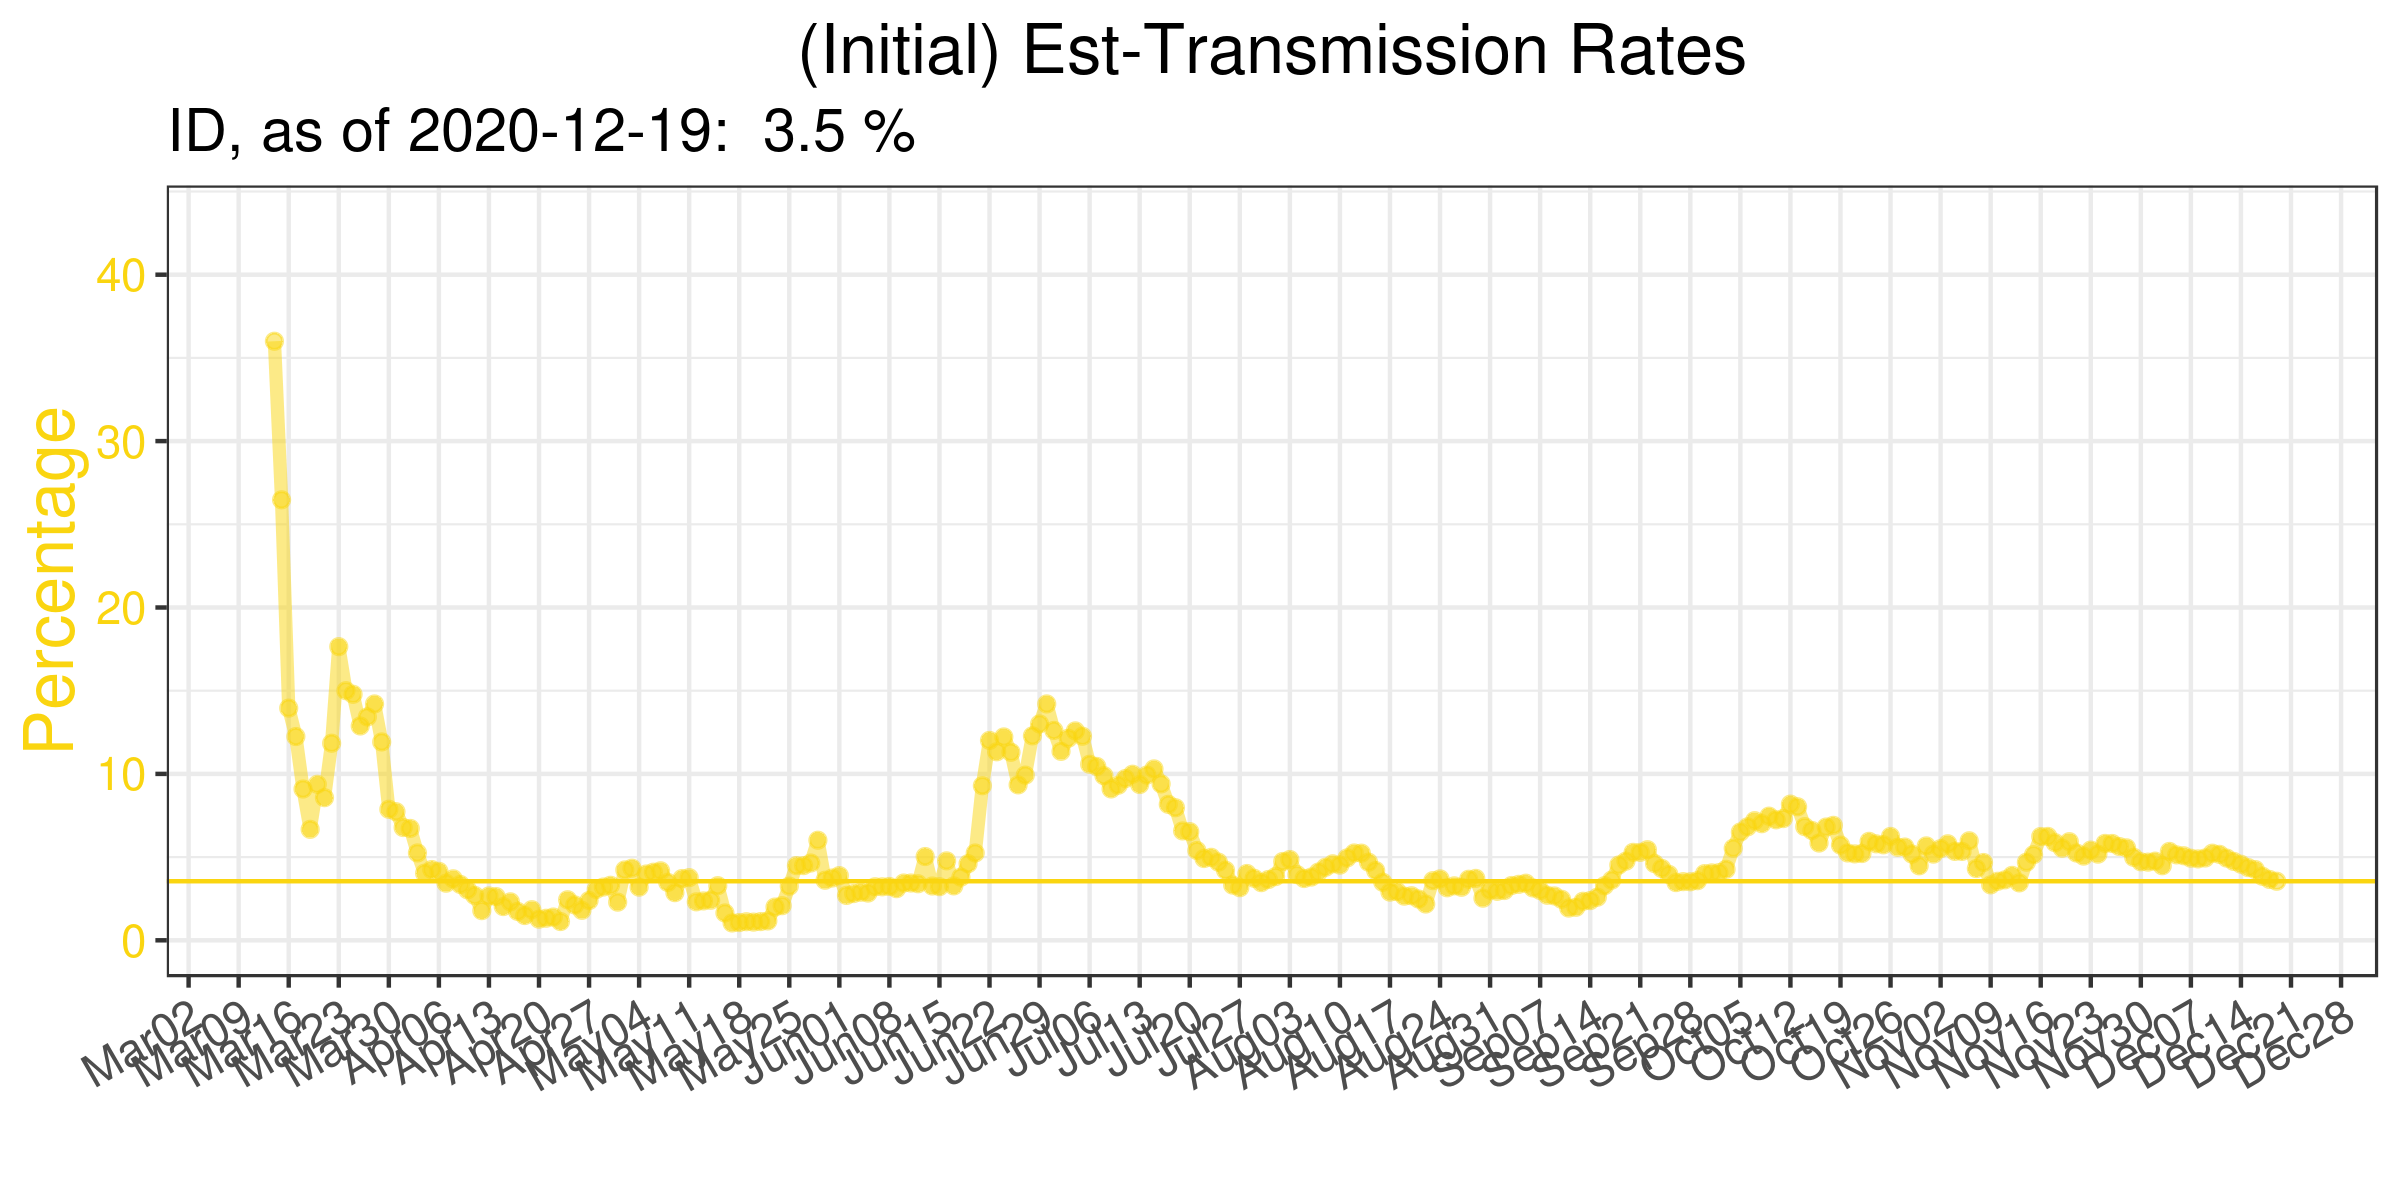 (Initial) Est-Transmission Rates
ID, as of 2020-12-19:  3.5 %
Percentage
40
30
20
10
0
Mar02
Mar09
Mar16
Mar23
Mar30
Apr06
Apr13
Apr20
Apr27
May04
May11
May18
May25
Jun01
Jun08
Jun15
Jun22
Jun29
Jul06
Jul13
Jul20
Jul27
Aug03
Aug10
Aug17
Aug24
Aug31
Sep07
Sep14
Sep21
Sep28
Oct05
Oct12
Oct19
Oct26
Nov02
Nov09
Nov16
Nov23
Nov30
Dec07
Dec14
Dec21
Dec28